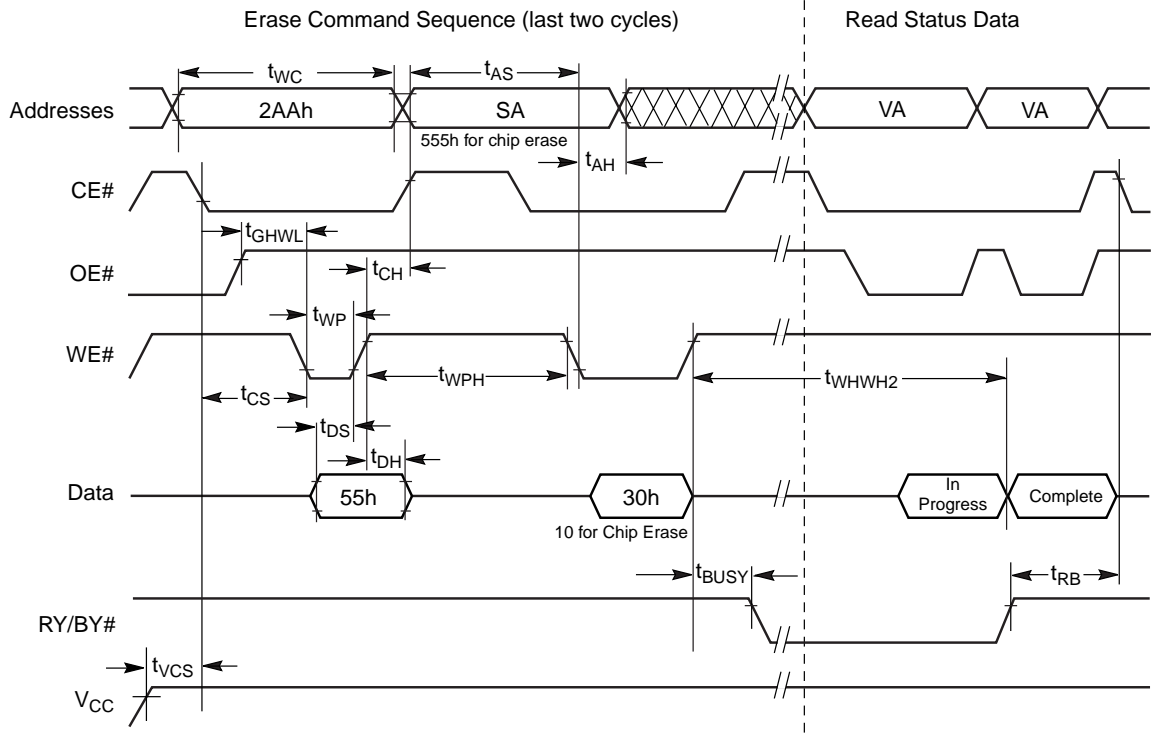 Erase Command Sequence (last two cycles)
Read Status Data
tWC
tAS
Addresses
2AAh
SA
VA
VA
555h for chip erase
tAH
CE#
tGHWL
OE#
tCH
tWP
WE#
tWPH
tWHWH2
tCS
tDS
tDH
Data
55h
30h
In
Progress
Complete
10 for Chip Erase
tBUSY
tRB
RY/BY#
tVCS
VCC